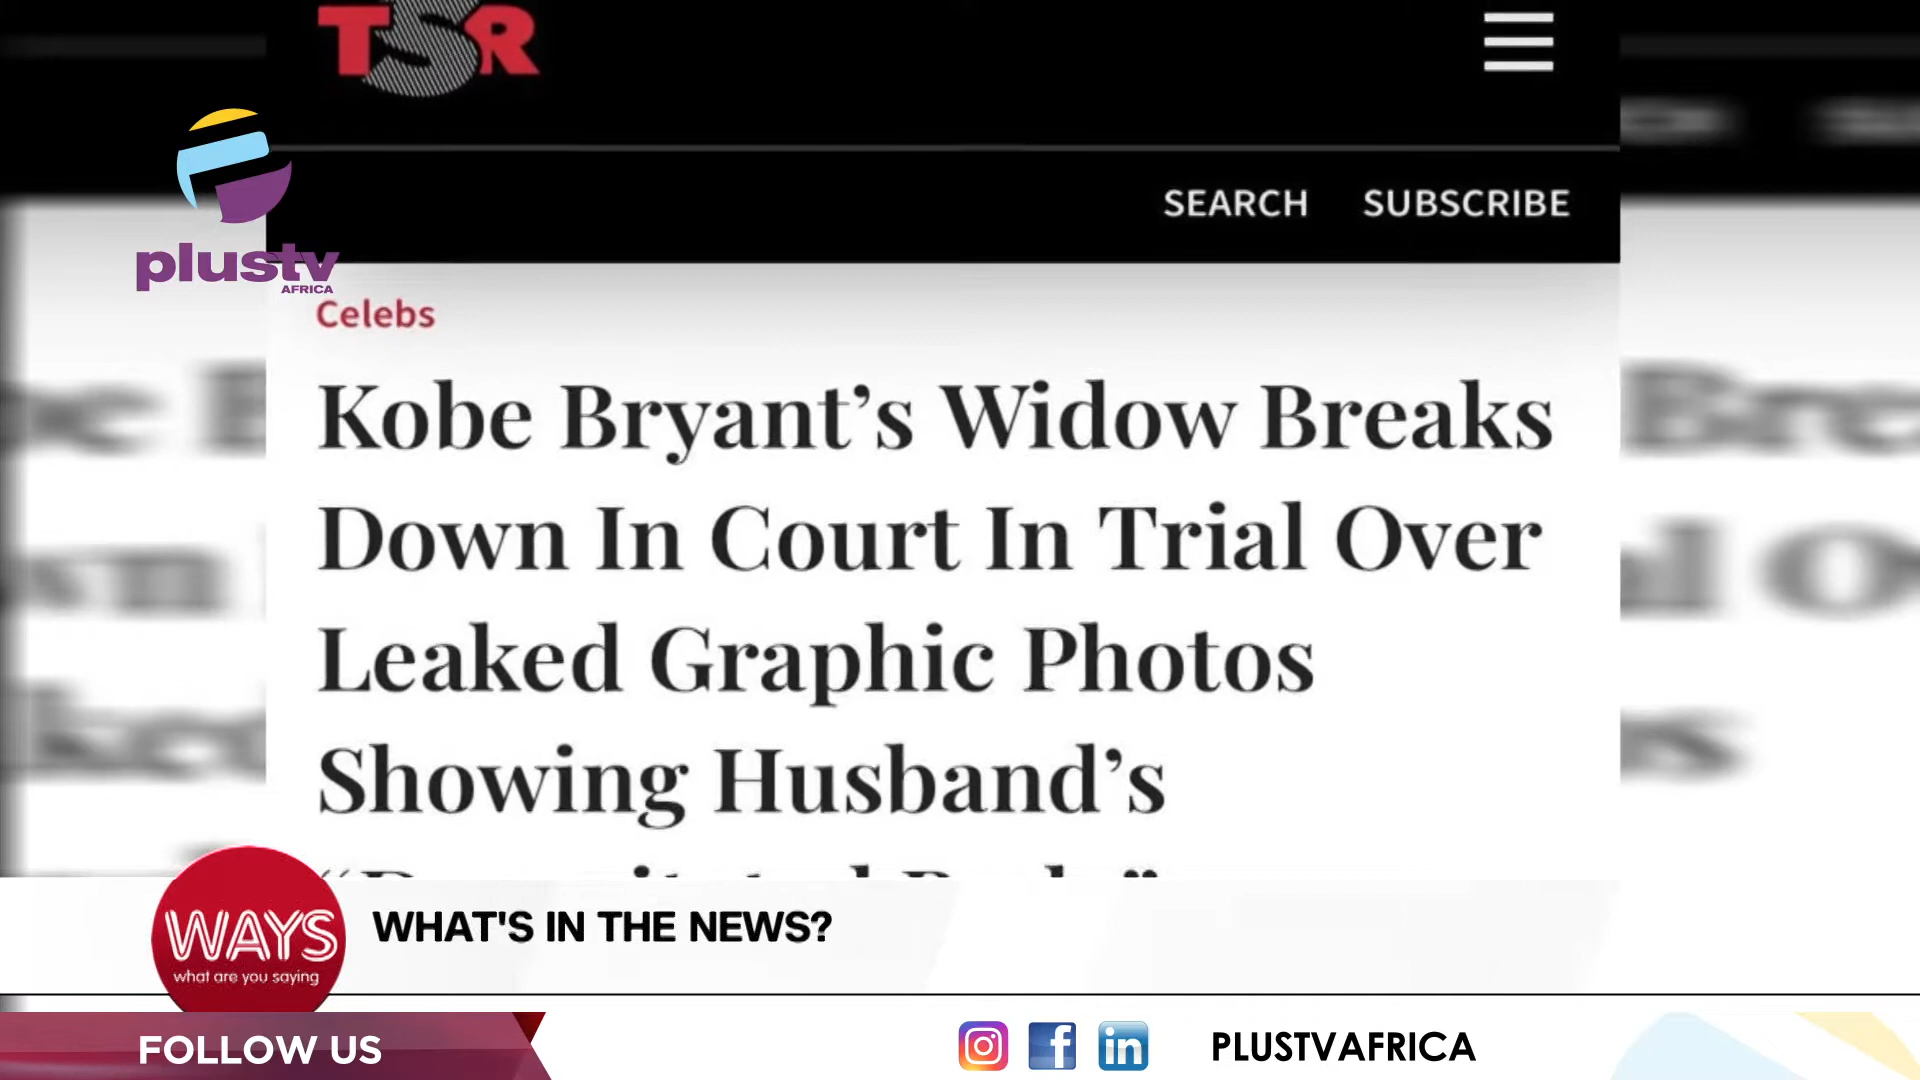 TSR
SEARCH SUBSCRIBE
plustv
AFRICA
Celebs
Kobe Bryant’s Widow Breaks
Down In Court In Trial Over
Leaked Graphic Photos
Showing Husband’s
WAYS
what are you saying
WHAT'S IN THE NEWS?
FOLLOW US
PLUSTVAFRICA